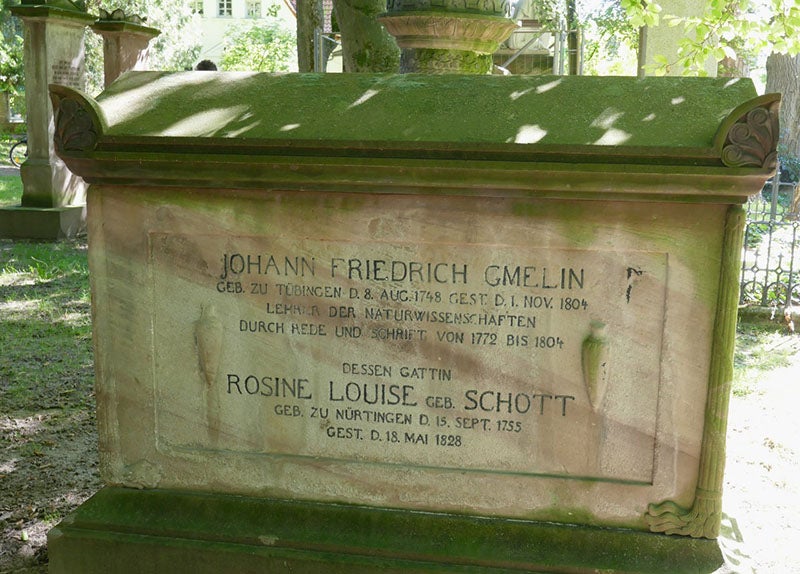 JOHANN FRIEDRICH GMELIN
GEB. ZU TÜBINGEN D. 8. AUG. 1748 GEST. D. 1. NOV. 1804
LEHRER DER NATURWISSENSCHAFTEN
DURCH REDE UND SCHRIFT VON 1772 BIS 1804
DESSEN GATTIN
ROSINE LOUISE GEB. SCHOTT
GEB. ZU NÜRTINGEN D. 15. SEPT. 1755
GEST. D. 18. MAI 1828